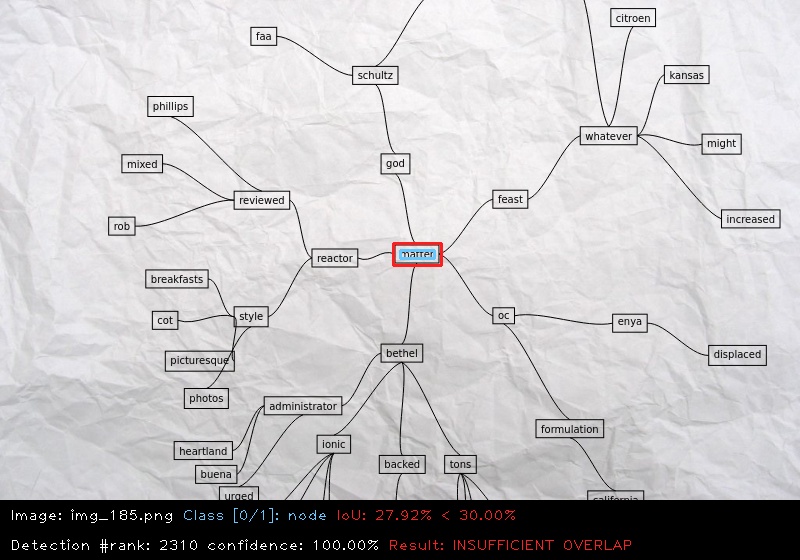 citroen
faa
kansas
schultz
phillips
whatever
might
mixed
god
reviewed
feast
increased
rob
matter
reactor
breakfasts
style
cot
oc
enya
bethel
displaced
picturesque
photos
administrator
formulation
ionic
heartland
backed
tons
buena
urged
california
Image: img_185.png Class [0/1]: node IoU: 27.92% < 30.00%
Detection #rank: 2310 confidence: 100.00% Result: INSUFFICIENT OVERLAP